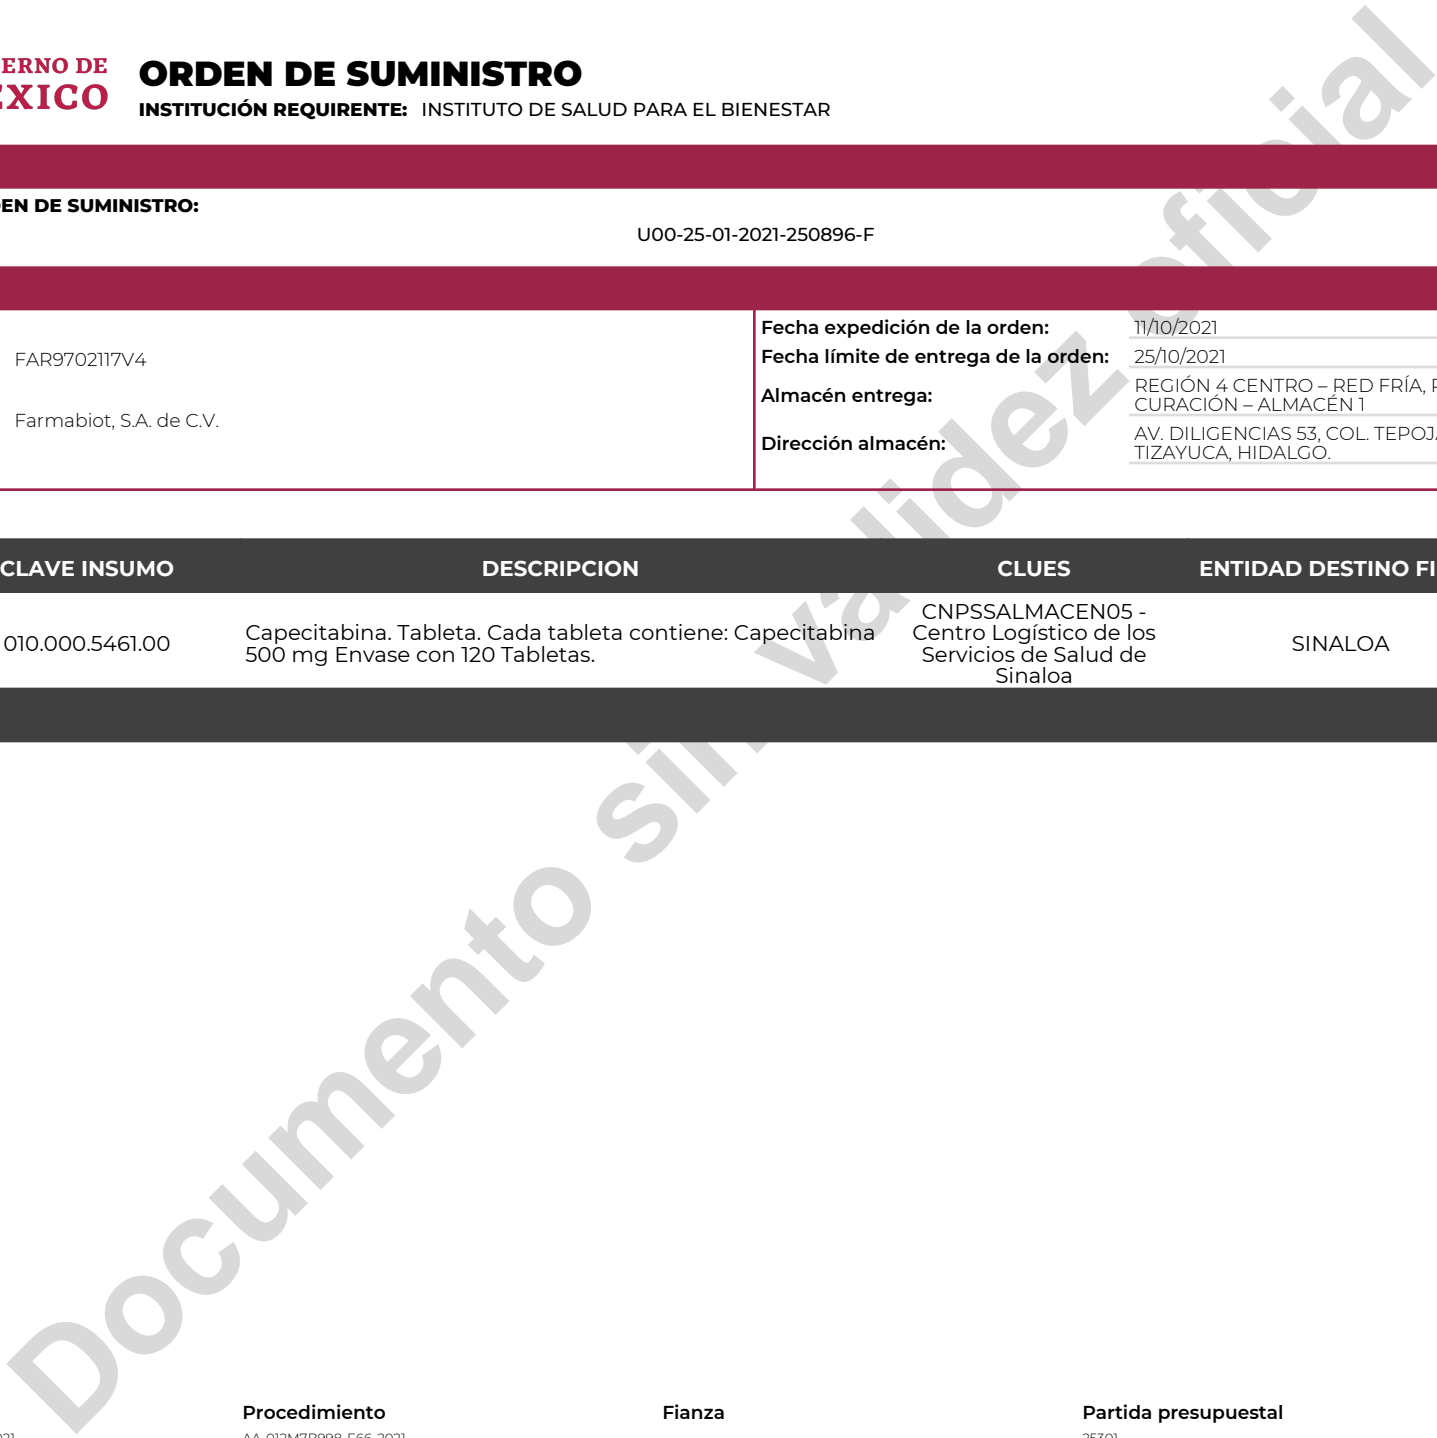 ERNO DE
ÉXICO
ORDEN DE SUMINISTRO
INSTITUCIÓN REQUIRENTE: INSTITUTO DE SALUD PARA EL BIENESTAR
EN DE SUMINISTRO:
U00-25-01-2021-250896-F
FAR9702117V4
Farmabiot, S.A. de C.V.
Fecha expedición de la orden: 11/10/2021
Fecha límite de entrega de la orden: 25/10/2021
Almacén entrega: REGIÓN 4 CENTRO – RED FRÍA,
CURACIÓN – ALMACÉN 1
Dirección almacén: AV. DILIGENCIAS 53, COL. TEPOJ
TIZAYUCA, HIDALGO.
CLAVE INSUMO DESCRIPCION CLUES ENTIDAD DESTINO FI
010.000.5461.00
Capecitabina. Tableta. Cada tableta contiene: Capecitabina
500 mg Envase con 120 Tabletas.
CNPSSALMACEN05 -
Centro Logístico de los
Servicios de Salud de
Sinaloa
SINALOA
Documento sin validez oficial
Procedimiento Fianza Partida presupuestal